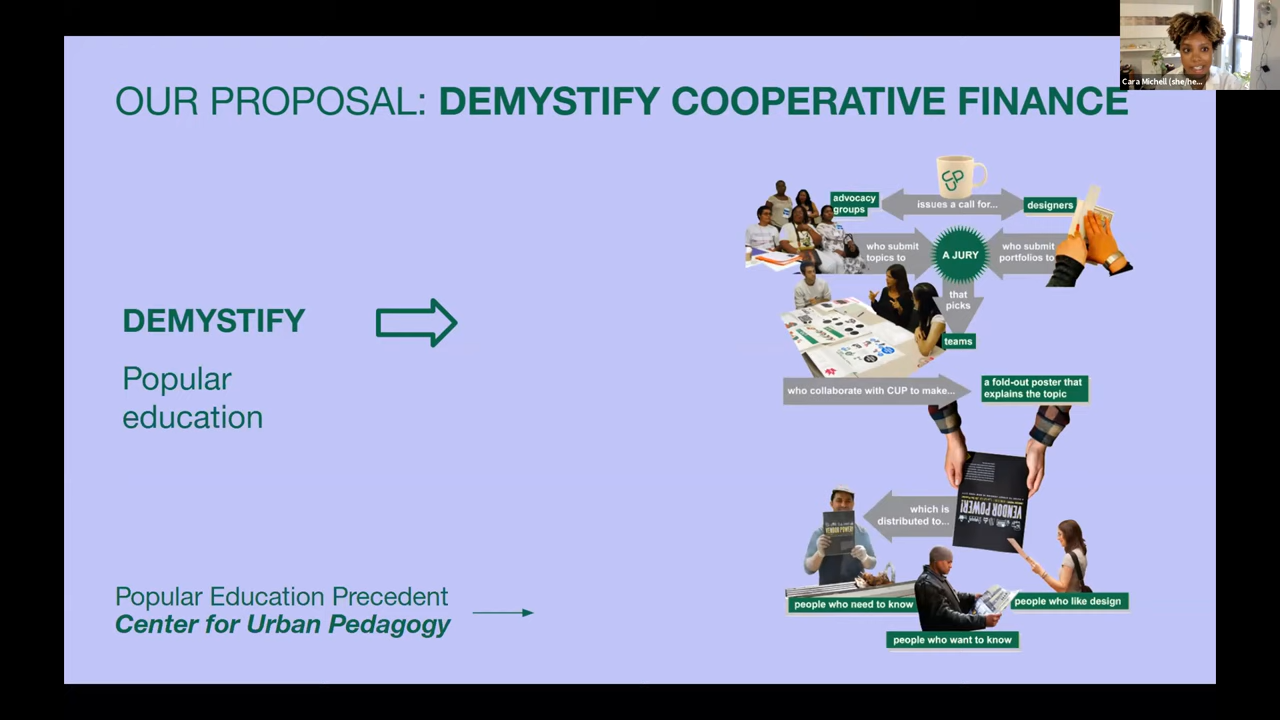 OUR PROPOSAL: DEMYSTIFY COOPERATIVE FINANCE
Cara Michell (she/he...
DEMYSTIFY
Popular
education
Popular Education Precedent
Center for Urban Pedagogy
CUP
advocacy
groups
issues a call for...
designers
who submit
topics to
A JURY
who submit
portfolios to
that
picks
teams
who collaborate with CUP to make...
a fold-out poster that
explains the topic
VENDOR POWER!
which is
distributed to...
people who need to know
people who like design
people who want to know